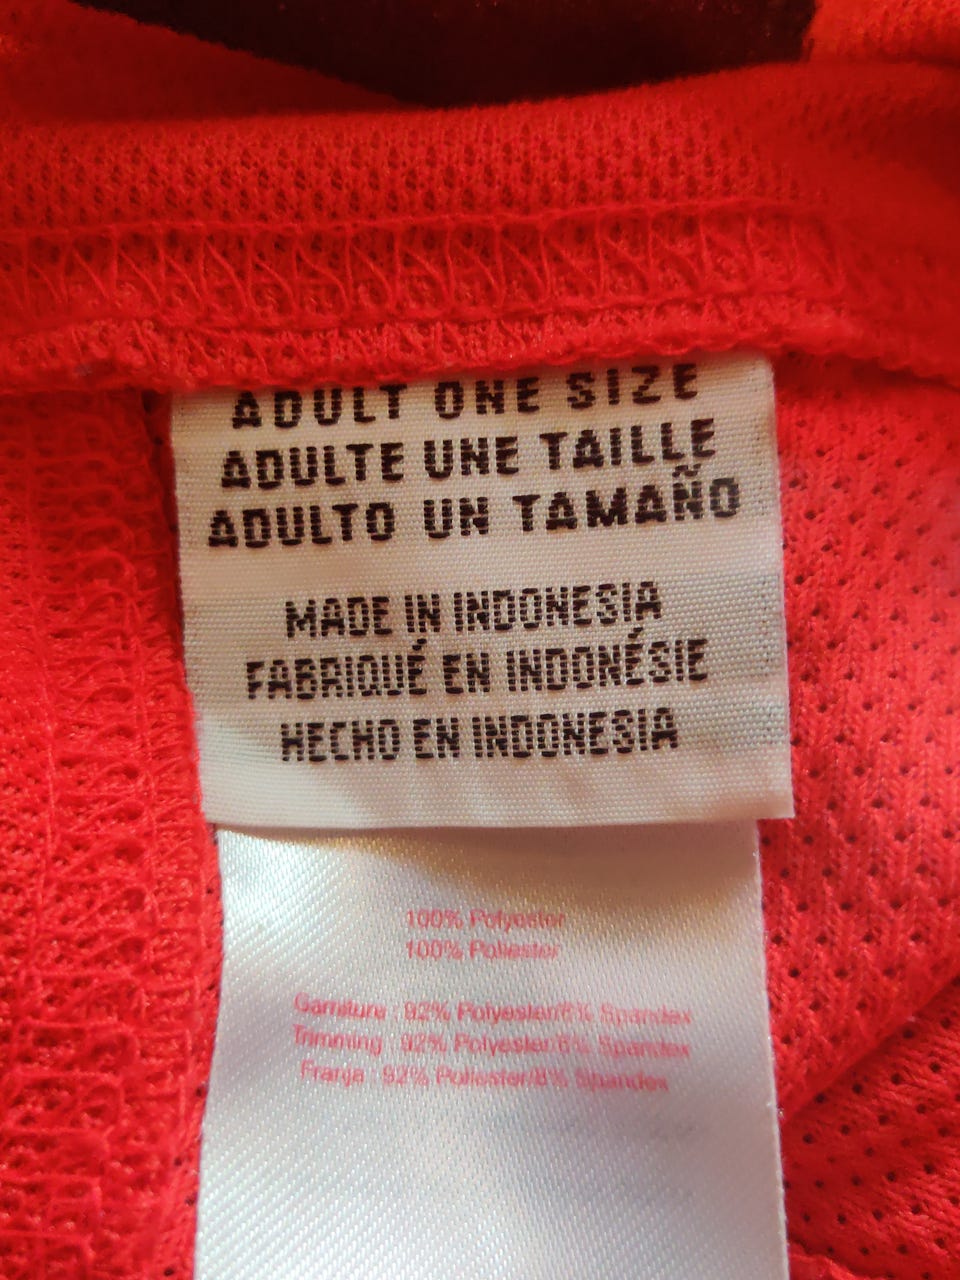 ADULT ONE SIZE
ADULTE UNE TAILLE
ADULTO UN TAMAÑO
MADE IN INDONESIA
FABRIQUÉ EN INDONÉSIE
HECHO EN INDONESIA
100% Polyester
100% Poliester
Garniture : 92% Polyester/8% Spandex
Trimming : 92% Polyester/8% Spandex
Franja : 92% Poliester/8% Spandex